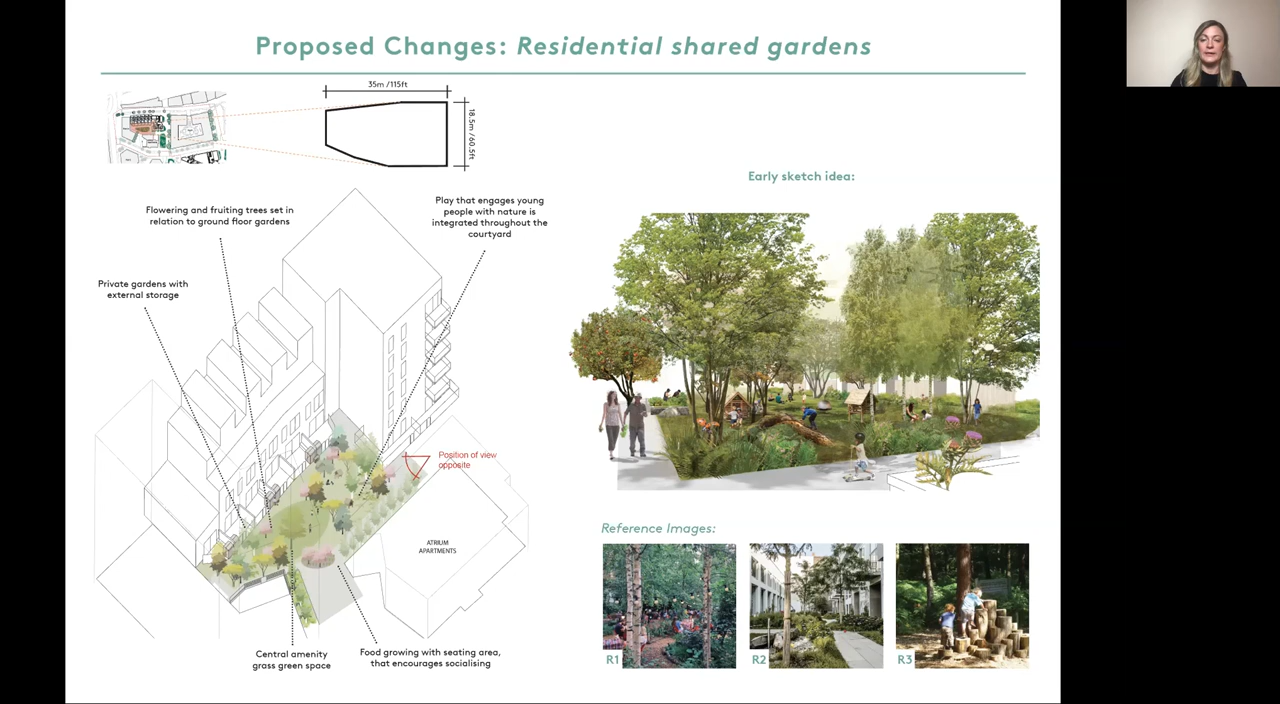 Proposed Changes: Residential shared gardens
35m /115ft
18.5m /60.5ft
Early sketch idea:
Flowering and fruiting trees set in
relation to ground floor gardens
Play that engages young
people with nature is
integrated throughout the
courtyard
Private gardens with
external storage
Position of view
opposite
ATRIUM
APARTMENTS
Central amenity
grass green space
Food growing with seating area,
that encourages socialising
Reference Images:
R1
R2
R3